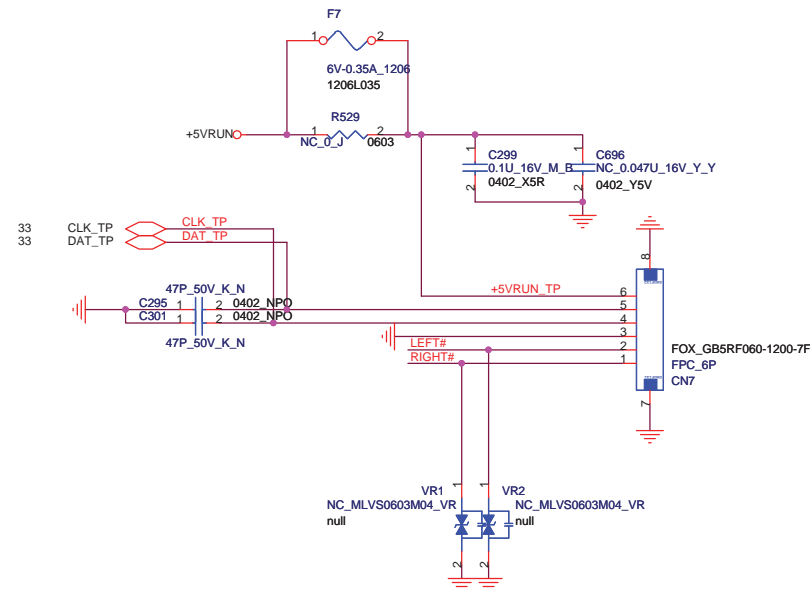 F7
1 2
6V-0.35A_1206
1206L035
R529
+5VRUN 1 2
NC_0_J 0603
1 C299 1 C696
0.1U_16V_M_B NC_0.047U_16V_Y_Y
2 0402_X5R 2 0402_Y5V
33 CLK_TP CLK_TP
33 DAT_TP DAT_TP
8
+5VRUN_TP 6
47P_50V_K_N
C295 1 2 0402_NPO 5
C301 1 2 0402_NPO 4
47P_50V_K_N
3
LEFT# 2
RIGHT# 1
FOX_GB5RF060-1200-7F
FPC_6P
CN7
7
1 VR1 1 VR2
NC_MLVS0603M04_VR NC_MLVS0603M04_VR
null null
2 2